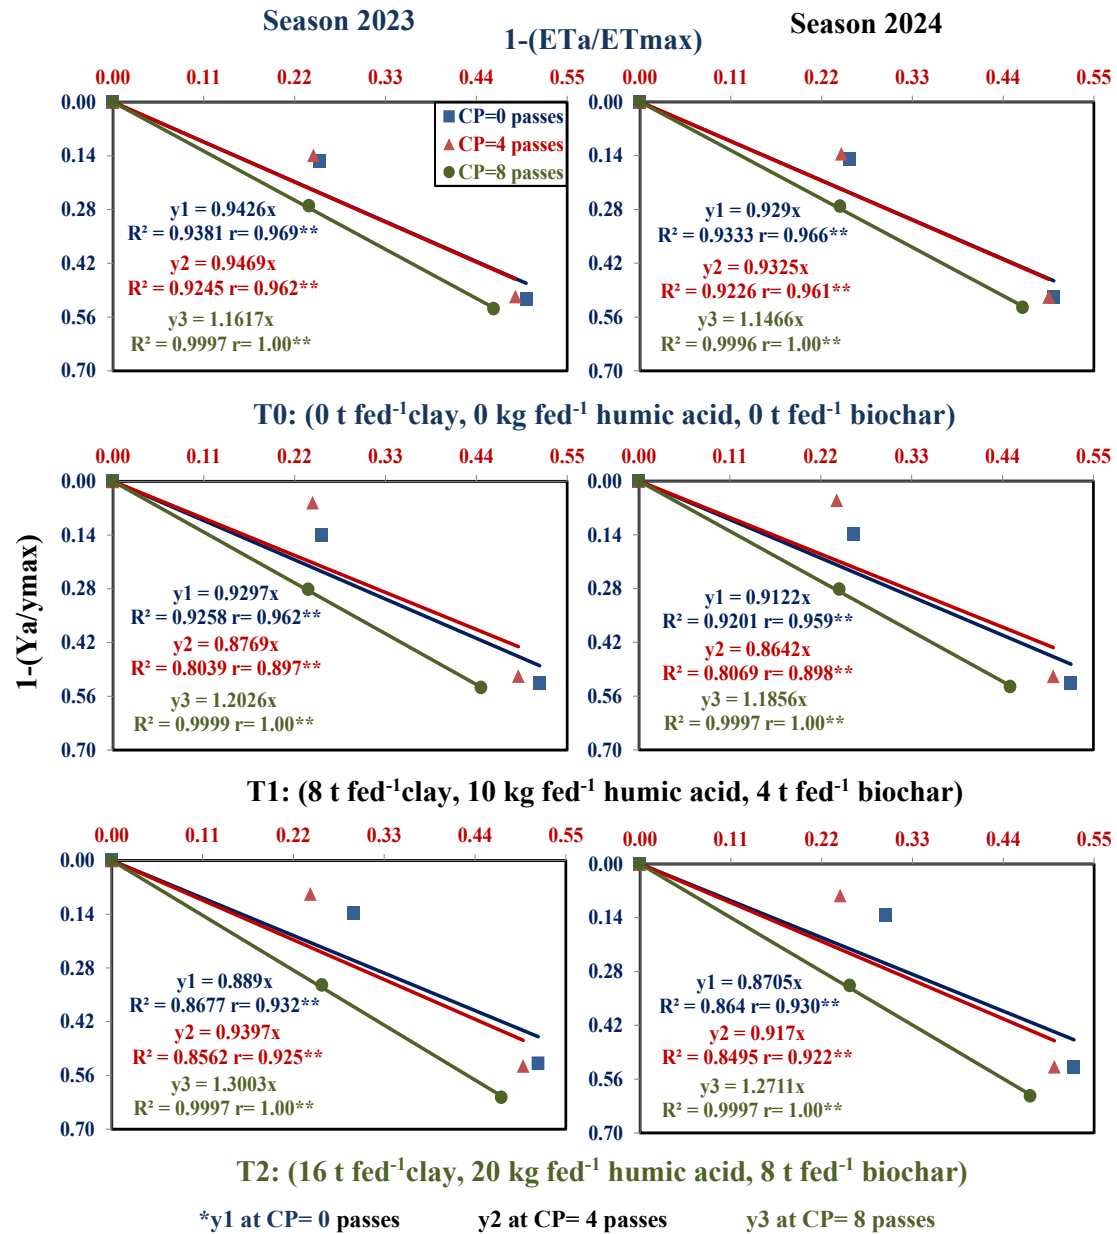 Season 2023
1-(ETa/ETmax)
Season 2024
0.00 0.11 0.22 0.33 0.44 0.55
0.00 0.11 0.22 0.33 0.44 0.55
0.00
0.14
0.28
0.42
0.56
0.70
CP=0 passes
CP=4 passes
CP=8 passes
y1 = 0.9426x
R² = 0.9381 r= 0.969**
y2 = 0.9469x
R² = 0.9245 r= 0.962**
y3 = 1.1617x
R² = 0.9997 r= 1.00**
0.00
0.14
0.28
0.42
0.56
0.70
y1 = 0.929x
R² = 0.9333 r= 0.966**
y2 = 0.9325x
R² = 0.9226 r= 0.961**
y3 = 1.1466x
R² = 0.9996 r= 1.00**
T0: (0 t fed⁻¹clay, 0 kg fed⁻¹ humic acid, 0 t fed⁻¹ biochar)
1-(Ya/ymax)
0.00 0.11 0.22 0.33 0.44 0.55
0.00 0.11 0.22 0.33 0.44 0.55
0.00
0.14
0.28
0.42
0.56
0.70
y1 = 0.9297x
R² = 0.9258 r= 0.962**
y2 = 0.8769x
R² = 0.8039 r= 0.897**
y3 = 1.2026x
R² = 0.9999 r= 1.00**
0.00
0.14
0.28
0.42
0.56
0.70
y1 = 0.9122x
R² = 0.9201 r= 0.959**
y2 = 0.8642x
R² = 0.8069 r= 0.898**
y3 = 1.1856x
R² = 0.9997 r= 1.00**
T1: (8 t fed⁻¹clay, 10 kg fed⁻¹ humic acid, 4 t fed⁻¹ biochar)
0.00 0.11 0.22 0.33 0.44 0.55
0.00 0.11 0.22 0.33 0.44 0.55
0.00
0.14
0.28
0.42
0.56
0.70
y1 = 0.889x
R² = 0.8677 r= 0.932**
y2 = 0.9397x
R² = 0.8562 r= 0.925**
y3 = 1.3003x
R² = 0.9997 r= 1.00**
0.00
0.14
0.28
0.42
0.56
0.70
y1 = 0.8705x
R² = 0.864 r= 0.930**
y2 = 0.917x
R² = 0.8495 r= 0.922**
y3 = 1.2711x
R² = 0.9997 r= 1.00**
T2: (16 t fed⁻¹clay, 20 kg fed⁻¹ humic acid, 8 t fed⁻¹ biochar)
*y1 at CP= 0 passes y2 at CP= 4 passes y3 at CP= 8 passes